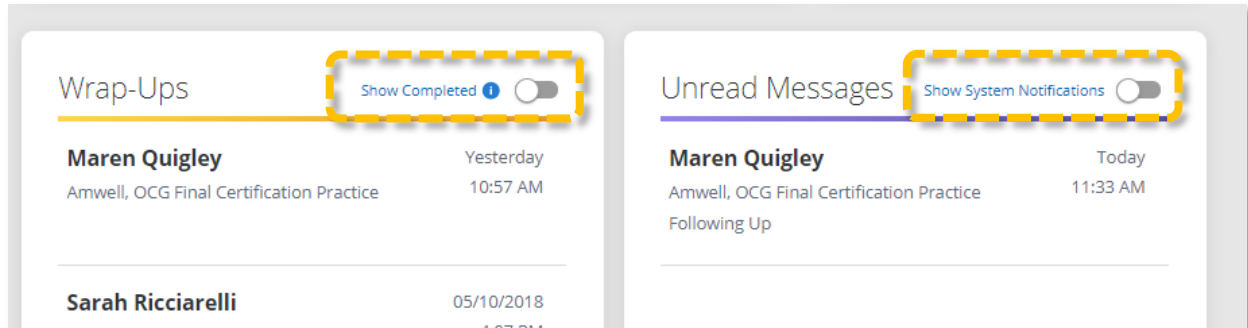 Wrap-Ups
Show Completed
Maren Quigley
Yesterday
Amwell, OCG Final Certification Practice
10:57 AM
Sarah Ricciarelli
05/10/2018
Unread Messages
Show System Notifications
Maren Quigley
Today
Amwell, OCG Final Certification Practice
11:33 AM
Following Up